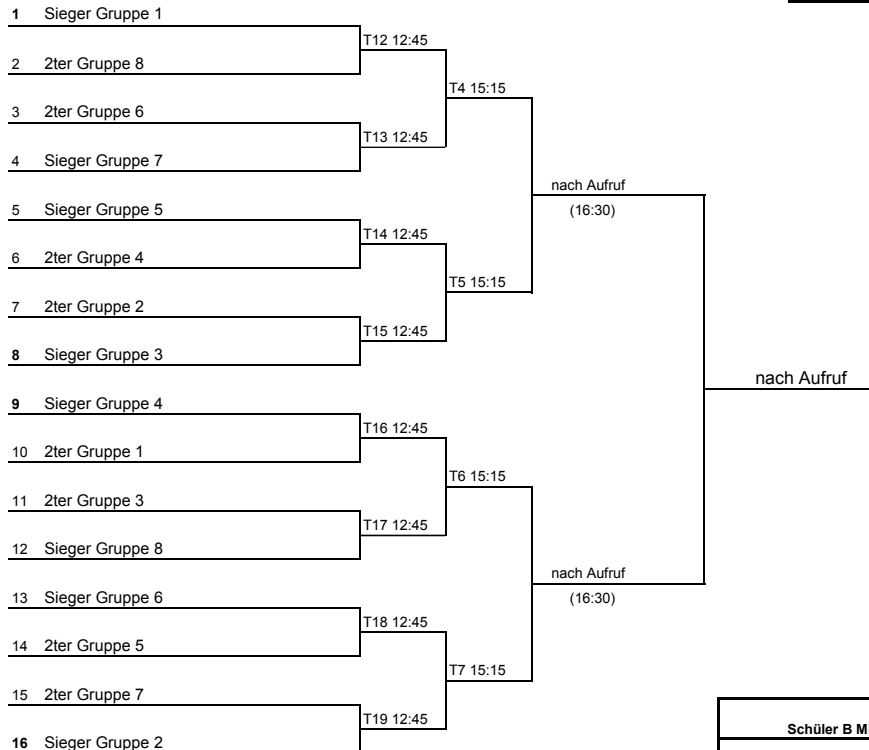 1 Sieger Gruppe 1
T12 12:45
2 2ter Gruppe 8
T4 15:15
3 2ter Gruppe 6
T13 12:45
4 Sieger Gruppe 7
nach Aufruf
(16:30)
5 Sieger Gruppe 5
T14 12:45
6 2ter Gruppe 4
T5 15:15
7 2ter Gruppe 2
T15 12:45
8 Sieger Gruppe 3
nach Aufruf
9 Sieger Gruppe 4
T16 12:45
10 2ter Gruppe 1
T6 15:15
11 2ter Gruppe 3
T17 12:45
12 Sieger Gruppe 8
nach Aufruf
(16:30)
13 Sieger Gruppe 6
T18 12:45
14 2ter Gruppe 5
T7 15:15
15 2ter Gruppe 7
T19 12:45
16 Sieger Gruppe 2
Schüler B